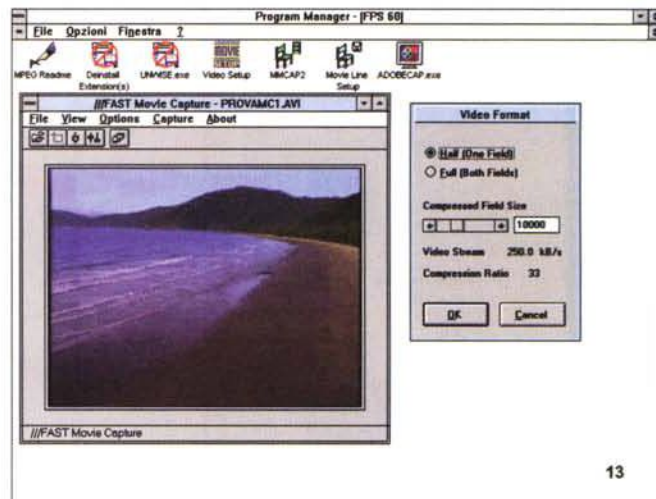 Program Manager - [FPS 60]
File Opzioni Finestra ?
MPEG Readme
Deinstall Extension(s)
UNWISE.exe
Video Setup
MMCAP2
Movie Line Setup
ADOBECAP.exe
///FAST Movie Capture - PROVAMC1.AVI
File View Options Capture About
///FAST Movie Capture
Video Format
Half (One Field)
Full (Both Fields)
Compressed Field Size
10000
Video Stream 250.0 kB/s
Compression Ratio 33
OK Cancel
13